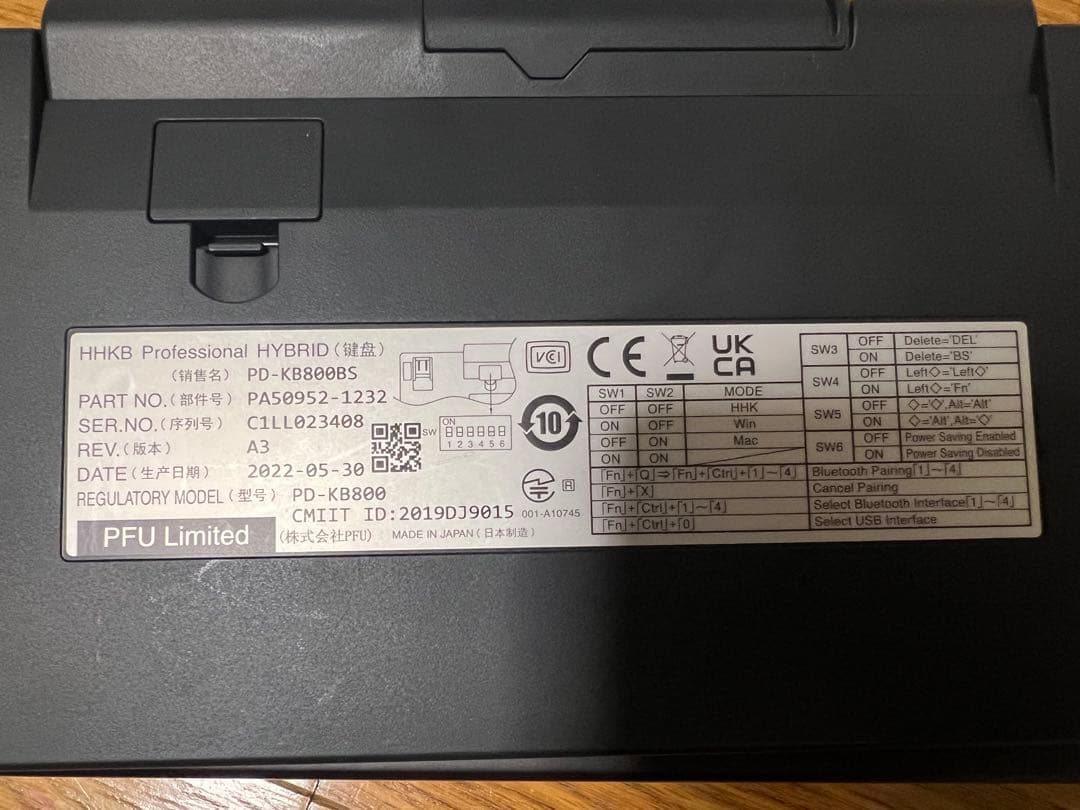 HHKB Professional HYBRID (键盘)
(销售名) PD-KB800BS
PART NO. (部件号) PA50952-1232
SER.NO. (序列号) C1LL023408
REV. (版本) A3
DATE (生产日期) 2022-05-30
REGULATORY MODEL (型号) PD-KB800
CMIIT ID:2019DJ9015
PFU Limited (株式会社PFU) MADE IN JAPAN (日本制造)
SW ON
1 2 3 4 5 6
VCCI
10
R
001-A10745
CE
UK
CA
SW1 SW2 MODE
OFF OFF HHK
ON OFF Win
OFF ON Mac
ON ON
SW3 OFF Delete='DEL'
ON Delete='BS'
SW4 OFF Left◇='Left◇'
ON Left◇='Fn'
SW5 OFF ◇='◇',Alt='Alt'
ON ◇='Alt',Alt='◇'
SW6 OFF Power Saving Enabled
ON Power Saving Disabled
「Fn」+「Q」⇒「Fn」+「Ctrl」+「1」～「4」 Bluetooth Pairing「1」～「4」
「Fn」+「X」 Cancel Pairing
「Fn」+「Ctrl」+「1」～「4」 Select Bluetooth Interface「1」～「4」
「Fn」+「Ctrl」+「0」 Select USB Interface